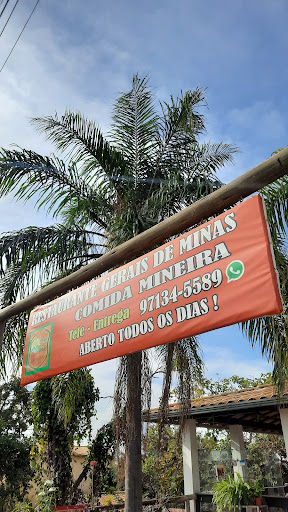 RESTAURANTE GERAIS DE MINAS
COMIDA MINEIRA
Tele - Entrega 97134-5589
ABERTO TODOS OS DIAS !